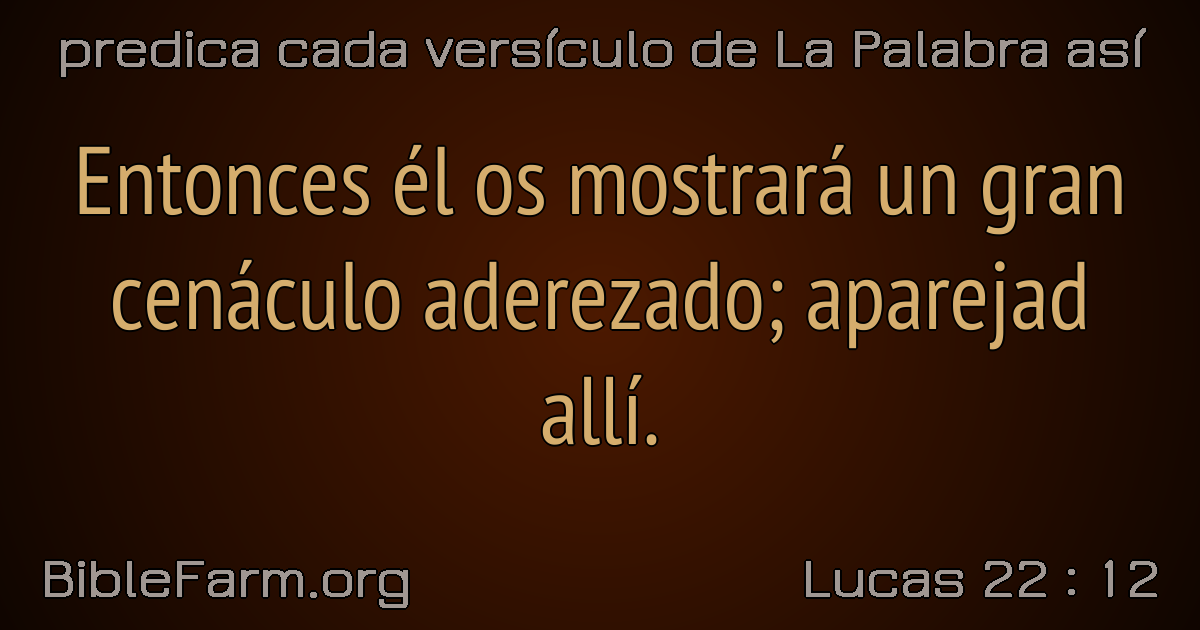 predica cada versículo de La Palabra así
Entonces él os mostrará un gran
cenáculo aderezado; aparejad
allí.
BibleFarm.org
Lucas 22 : 12